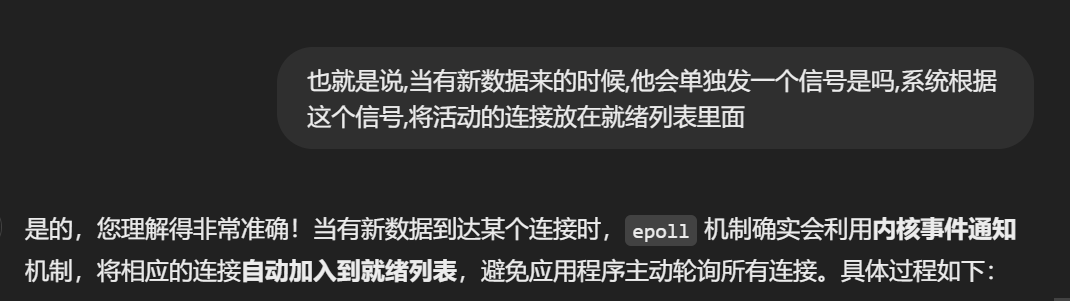 也就是说,当有新数据来的时候,他会单独发一个信号是吗,系统根据
这个信号,将活动的连接放在就绪列表里面
是的，您理解得非常准确！当有新数据到达某个连接时， epoll 机制确实会利用内核事件通知
机制，将相应的连接自动加入到就绪列表，避免应用程序主动轮询所有连接。具体过程如下：